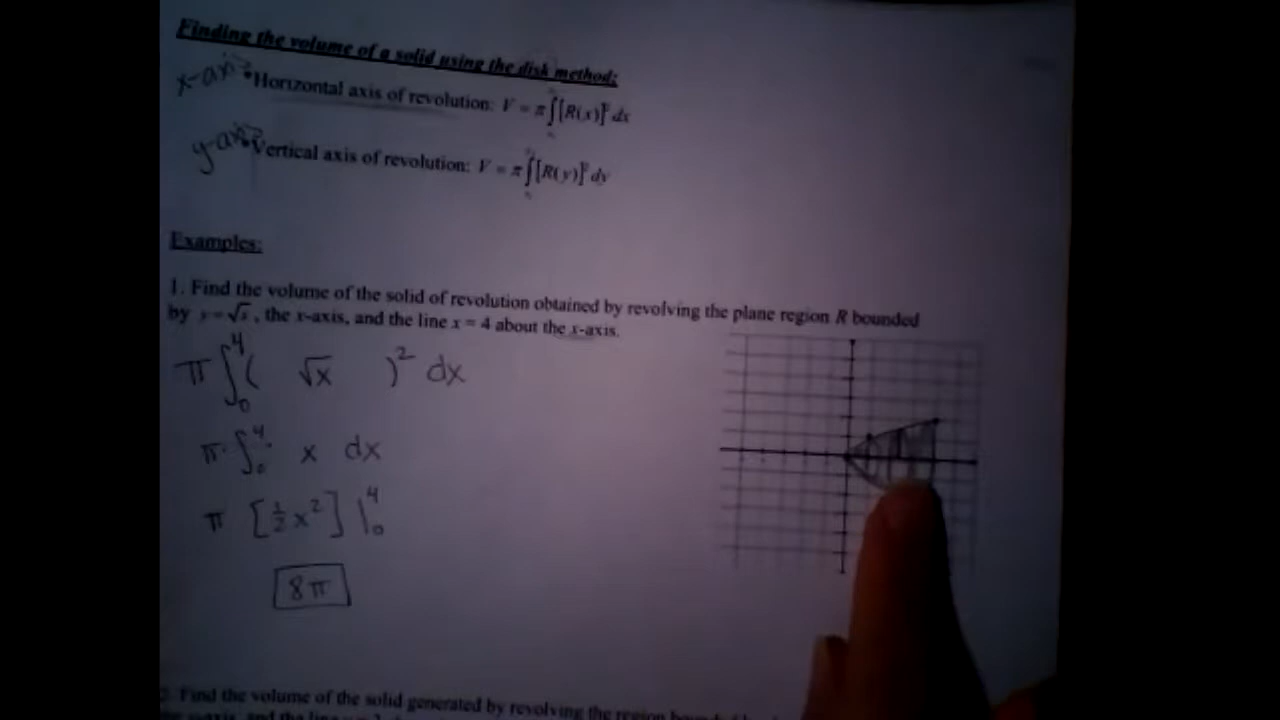 Finding the volume of a solid using the disk method:
x-axis
• Horizontal axis of revolution: V = π∫[R(x)]² dx
y-axis
• Vertical axis of revolution: V = π∫[R(y)]² dy
Examples:
1. Find the volume of the solid of revolution obtained by revolving the plane region R bounded
by y = √x, the x-axis, and the line x = 4 about the x-axis.
π ∫₀⁴ ( √x )² dx
π · ∫₀⁴ x dx
π [½x²] |₀⁴
8π
Find the volume of the solid generated by revolving the region
and the line